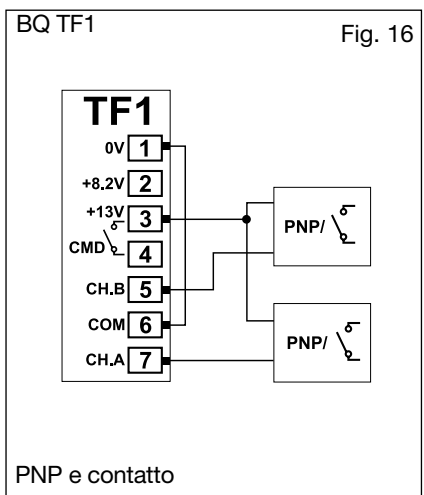 BQ TF1
Fig. 16
TF1
0V 1
+8.2V 2
+13V 3
CMD 4
CH.B 5
COM 6
CH.A 7
PNP/
PNP/
PNP e contatto